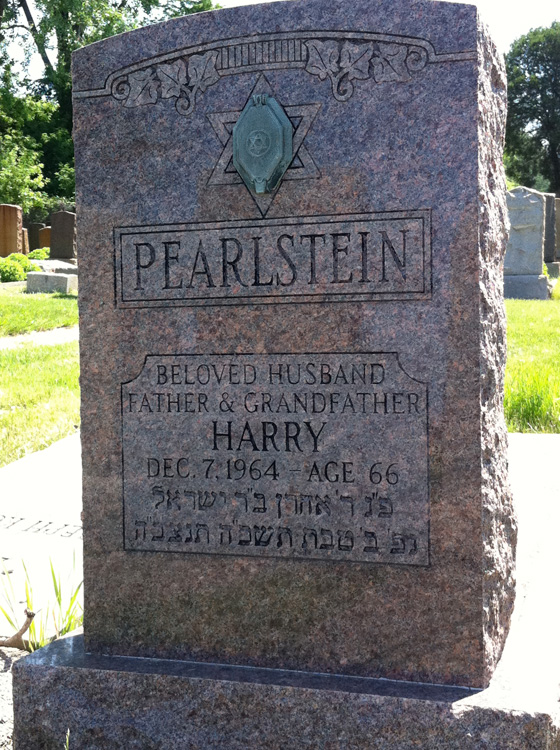 PEARLSTEIN
BELOVED HUSBAND
FATHER & GRANDFATHER
HARRY
DEC. 7, 1964 - AGE 66
פ"נ ר' אהרן ב"ר ישראל
נפ' ב' טבת תשכ"ה תנצב"ה